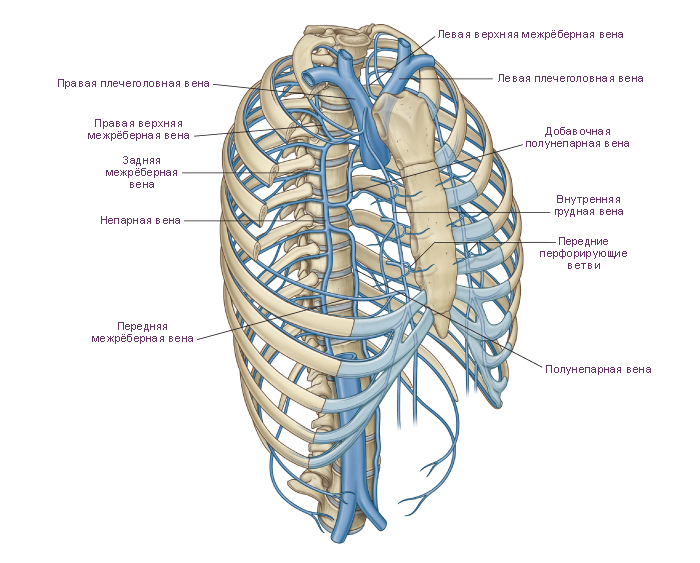 Левая верхняя межрёберная вена
Правая плечеголовная вена
Левая плечеголовная вена
Правая верхняя
межрёберная вена
Добавочная
полунепарная вена
Задняя
межрёберная
вена
Внутренняя
грудная вена
Непарная вена
Передние
перфорирующие
ветви
Передняя
межрёберная вена
Полунепарная вена